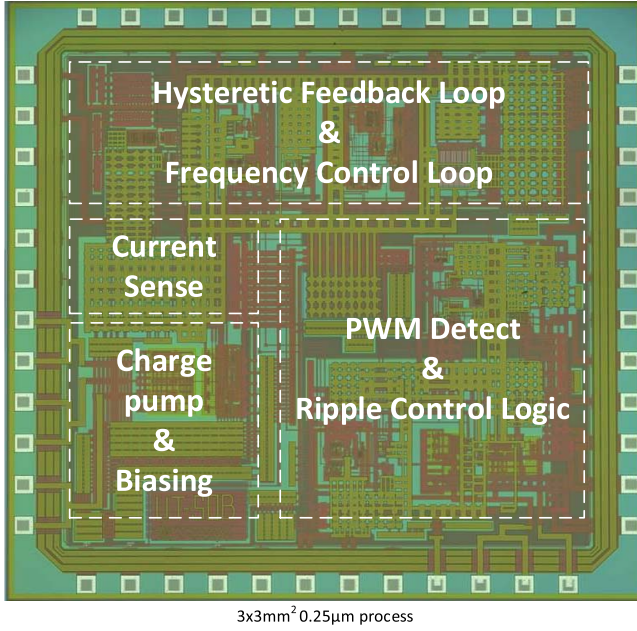 Hysteretic Feedback Loop
&
Frequency Control Loop
Current
Sense
PWM Detect
&
Ripple Control Logic
Charge
pump
&
Biasing
3x3mm² 0.25µm process